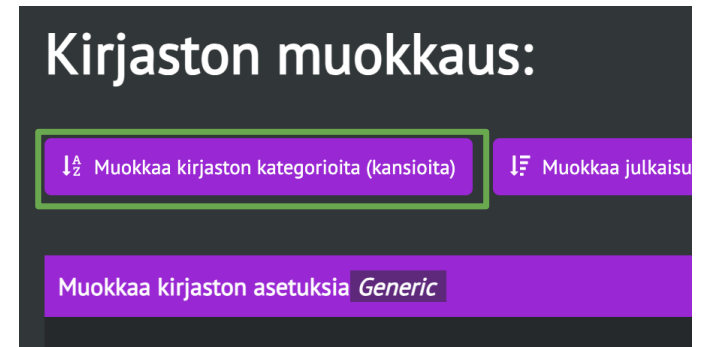 Kirjaston muokkaus:
Muokkaa kirjaston kategorioita (kansioita)
Muokkaa julkaisu
Muokkaa kirjaston asetuksia Generic